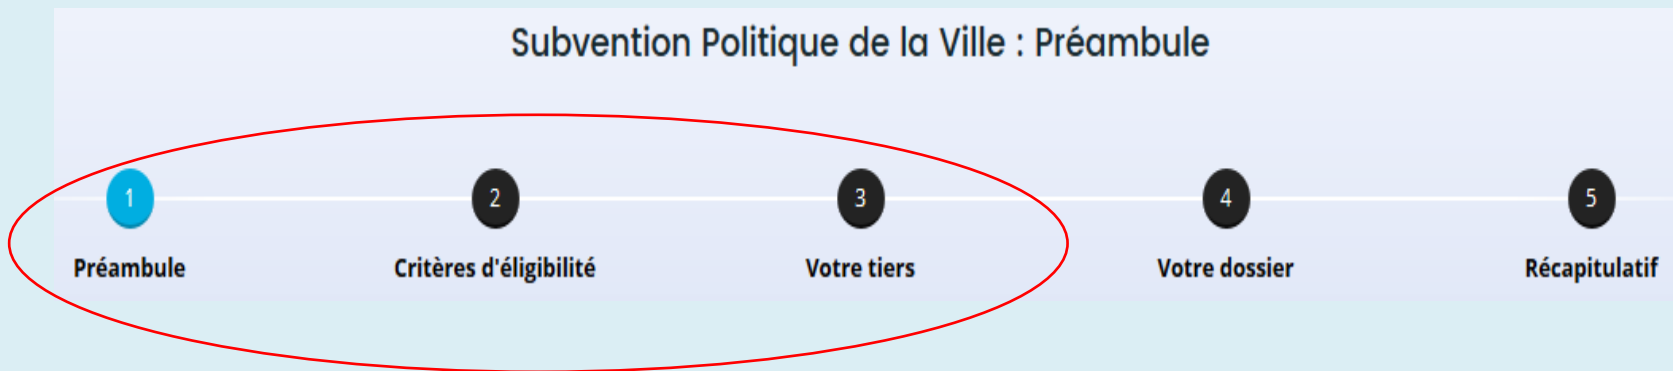 Subvention Politique de la Ville : Préambule
1 2 3 4 5
Préambule Critères d'éligibilité Votre tiers Votre dossier Récapitulatif